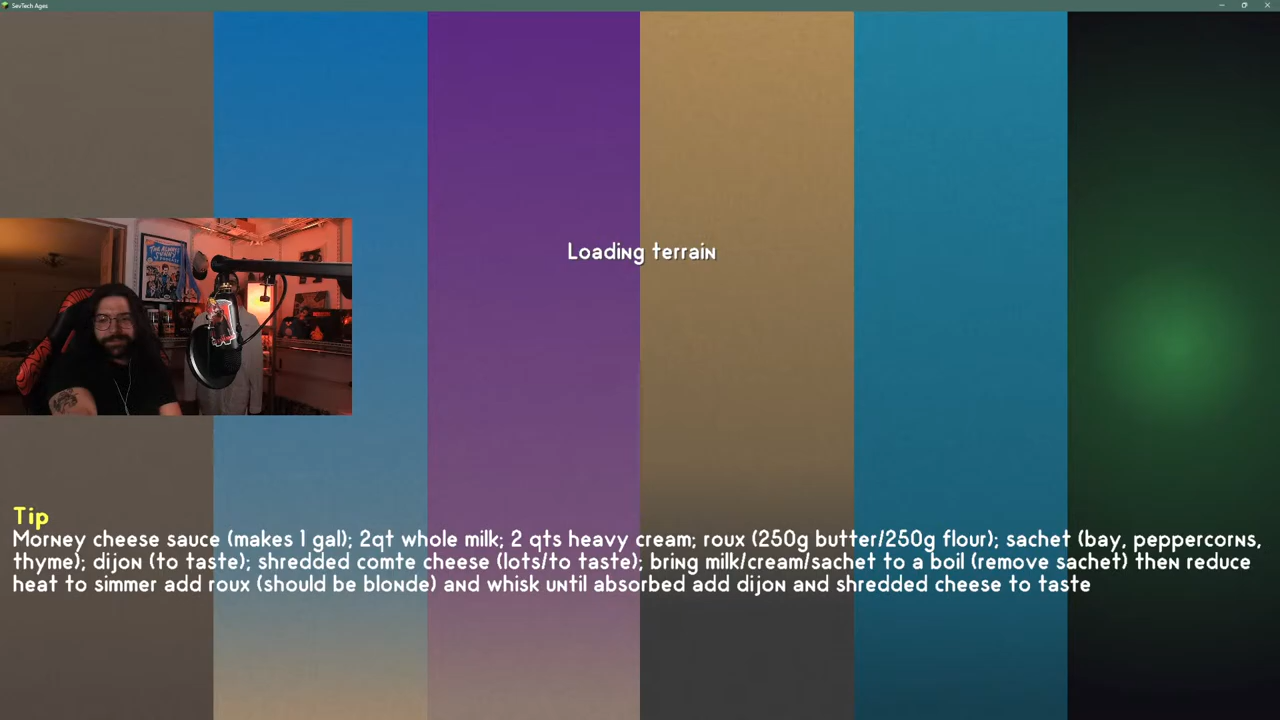 SevTech Ages
Loading terrain
Tip
Morney cheese sauce (makes 1 gal); 2qt whole milk; 2 qts heavy cream; roux (250g butter/250g flour); sachet (bay, peppercorns,
thyme); dijon (to taste); shredded comte cheese (lots/to taste); bring milk/cream/sachet to a boil (remove sachet) then reduce
heat to simmer add roux (should be blonde) and whisk until absorbed add dijon and shredded cheese to taste